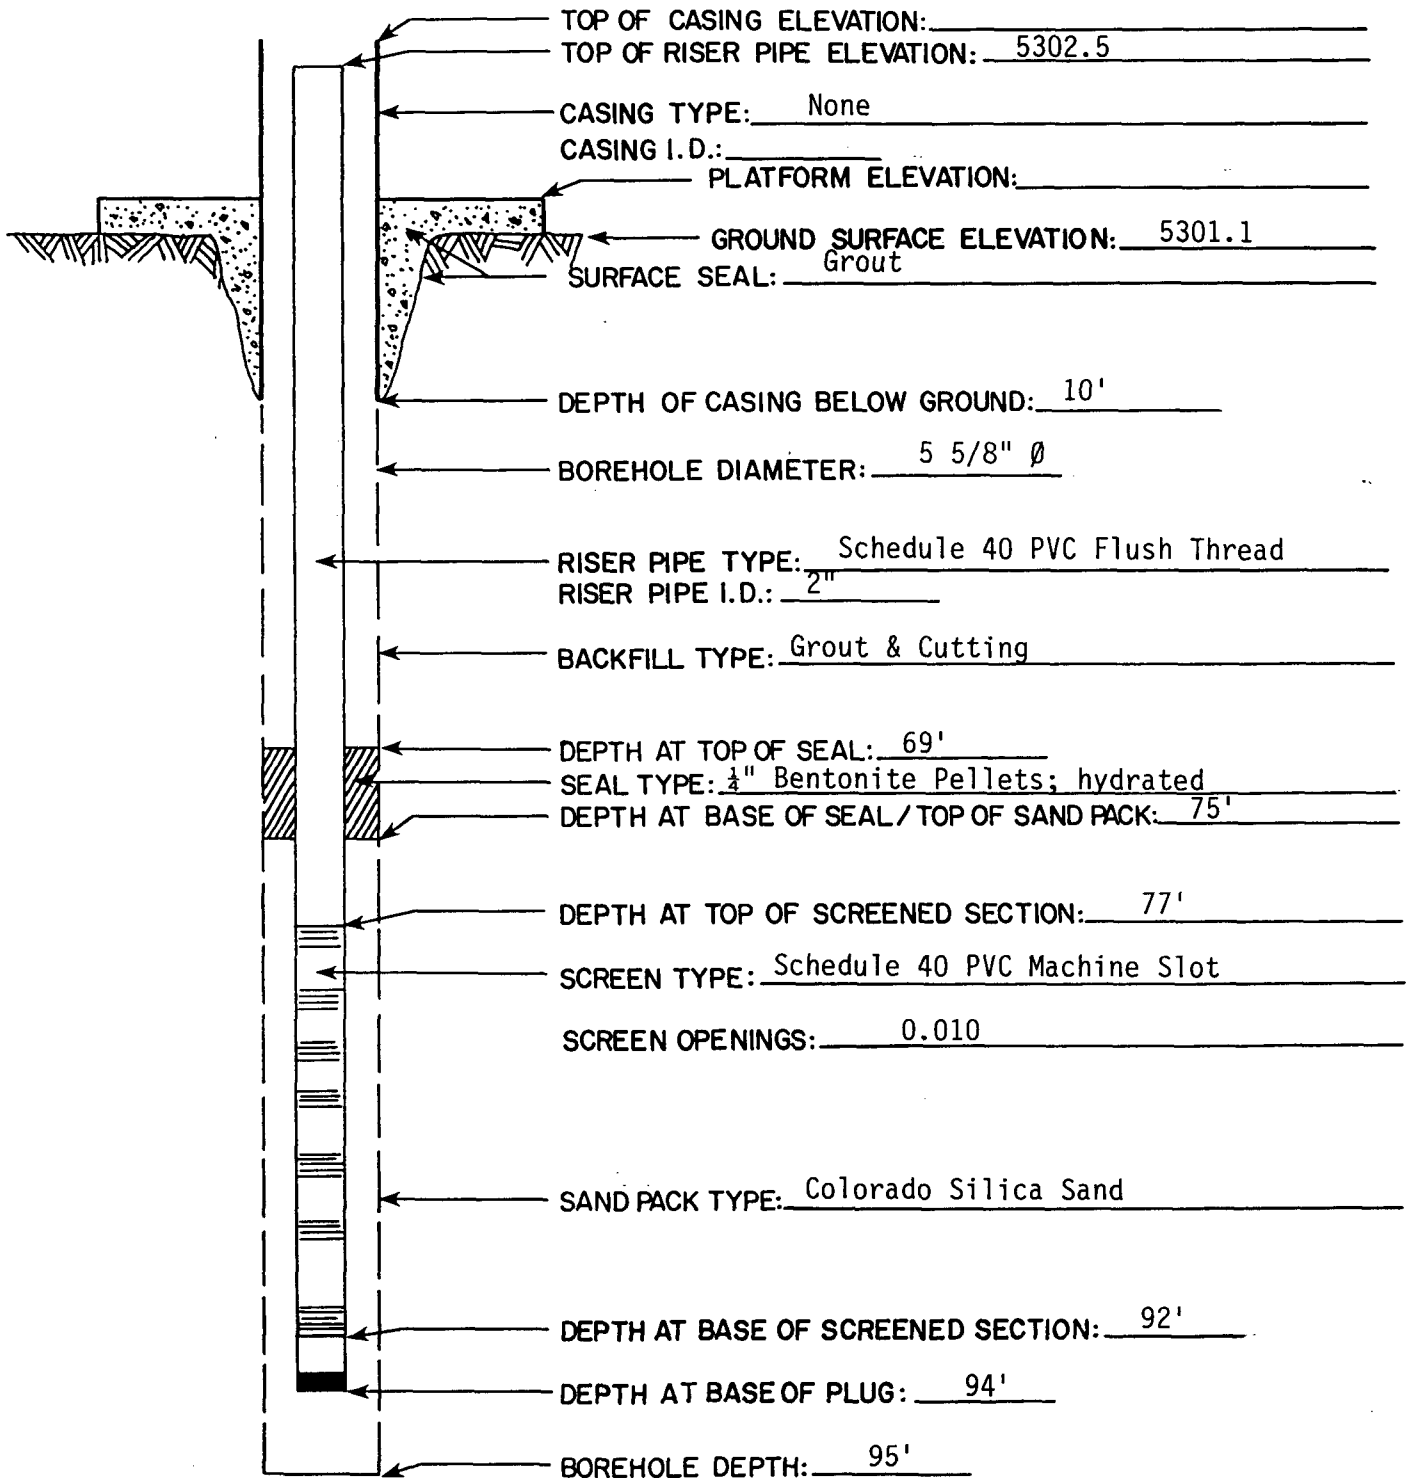 TOP OF CASING ELEVATION:
TOP OF RISER PIPE ELEVATION: 5302.5
CASING TYPE: None
CASING I.D.:
PLATFORM ELEVATION:
GROUND SURFACE ELEVATION: 5301.1
SURFACE SEAL: Grout
DEPTH OF CASING BELOW GROUND: 10'
BOREHOLE DIAMETER: 5 5/8" Ø
RISER PIPE TYPE: Schedule 40 PVC Flush Thread
RISER PIPE I.D.: 2"
BACKFILL TYPE: Grout & Cutting
DEPTH AT TOP OF SEAL: 69'
SEAL TYPE: ¼" Bentonite Pellets; hydrated
DEPTH AT BASE OF SEAL/TOP OF SAND PACK: 75'
DEPTH AT TOP OF SCREENED SECTION: 77'
SCREEN TYPE: Schedule 40 PVC Machine Slot
SCREEN OPENINGS: 0.010
SAND PACK TYPE: Colorado Silica Sand
DEPTH AT BASE OF SCREENED SECTION: 92'
DEPTH AT BASE OF PLUG: 94'
BOREHOLE DEPTH: 95'